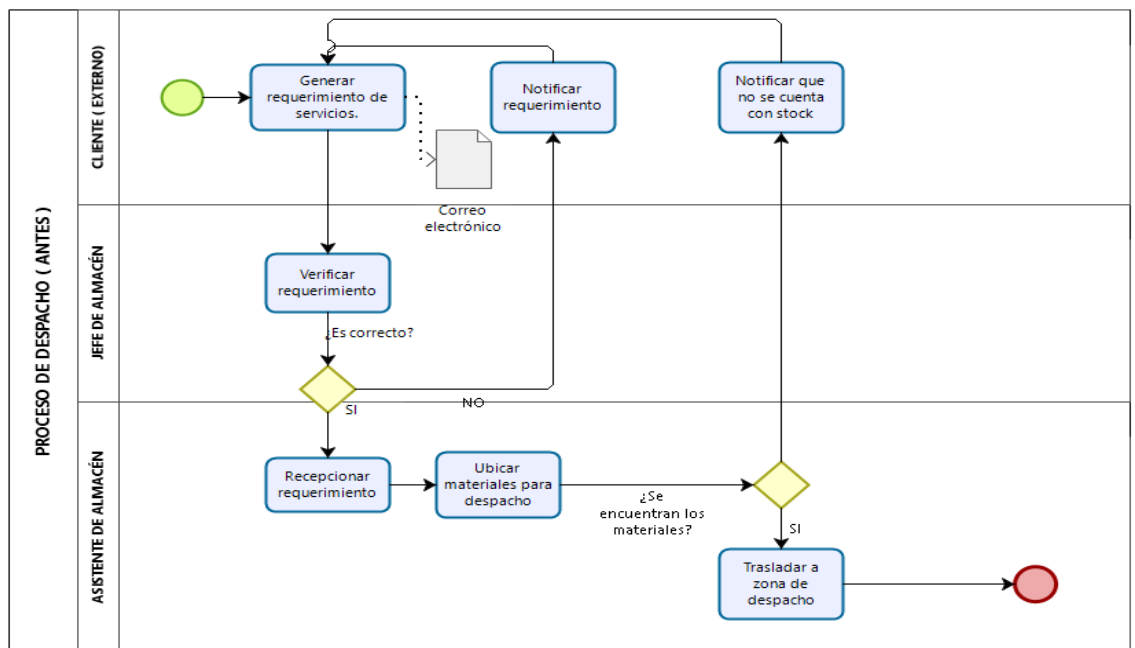 PROCESO DE DESPACHO ( ANTES )
CLIENTE ( EXTERNO)
Generar
requerimiento de
servicios.
Notificar
requerimiento
Notificar que
no se cuenta
con stock
Correo
electrónico
JEFE DE ALMACÉN
Verificar
requerimiento
¿Es correcto?
SI
NO
ASISTENTE DE ALMACÉN
Recepcionar
requerimiento
Ubicar
materiales para
despacho
¿Se
encuentran los
materiales?
SI
Trasladar a
zona de
despacho